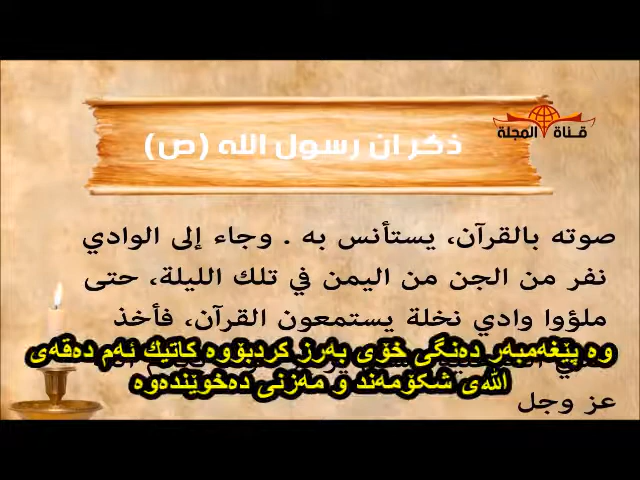 ذكر ان رسول الله (ص)
قناة المجلة
صوته بالقرآن، يستأنس به . وجاء إلى الوادي
نفر من الجن من اليمن في تلك الليلة، حتى
ملؤوا وادي نخلة يستمعون القرآن، فأخذ
عز وجل
وە پێغەمبەر دەنگی خۆی بەرز کردبۆوە کاتیك ئەم دەقەی
اللەی شکۆمەند و مەزنی دەخوێندەوە